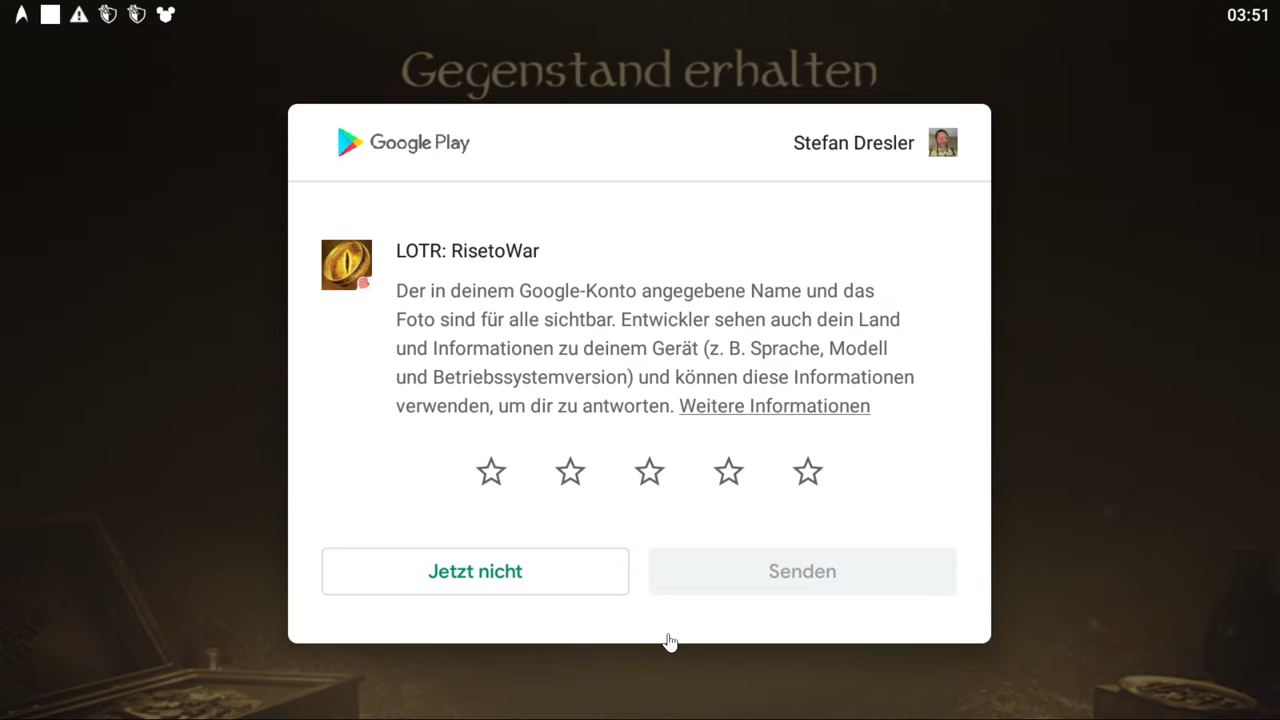 03:51
Gegenstand erhalten
Google Play
Stefan Dresler
LOTR: RisetoWar
Der in deinem Google-Konto angegebene Name und das
Foto sind für alle sichtbar. Entwickler sehen auch dein Land
und Informationen zu deinem Gerät (z. B. Sprache, Modell
und Betriebssystemversion) und können diese Informationen
verwenden, um dir zu antworten. Weitere Informationen
Jetzt nicht
Senden